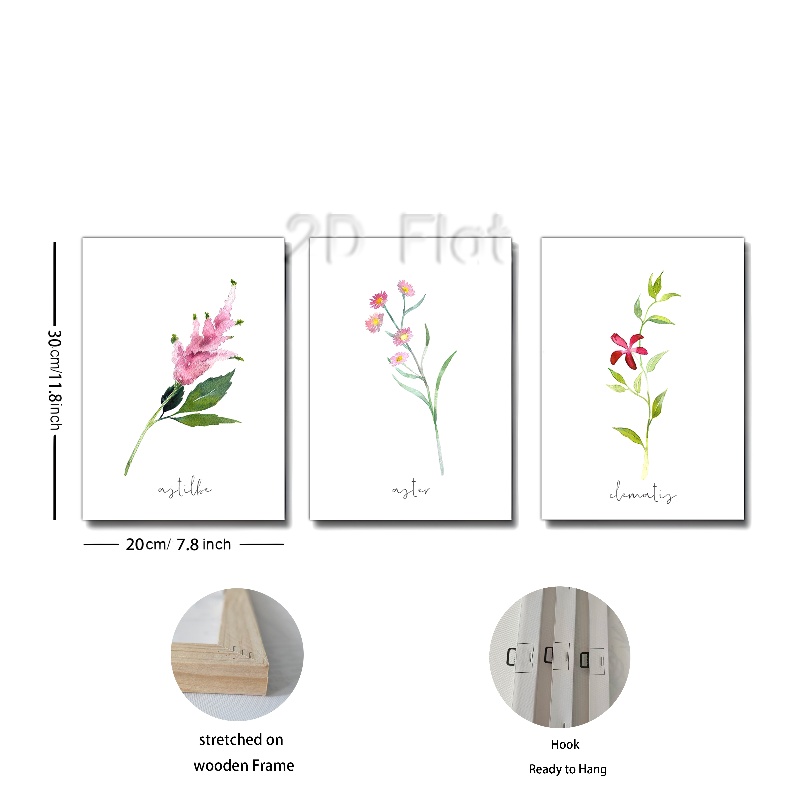 2D Flat
30cm/11.8inch
astilbe
aster
clematis
20cm/ 7.8 inch
stretched on
wooden Frame
Hook
Ready to Hang